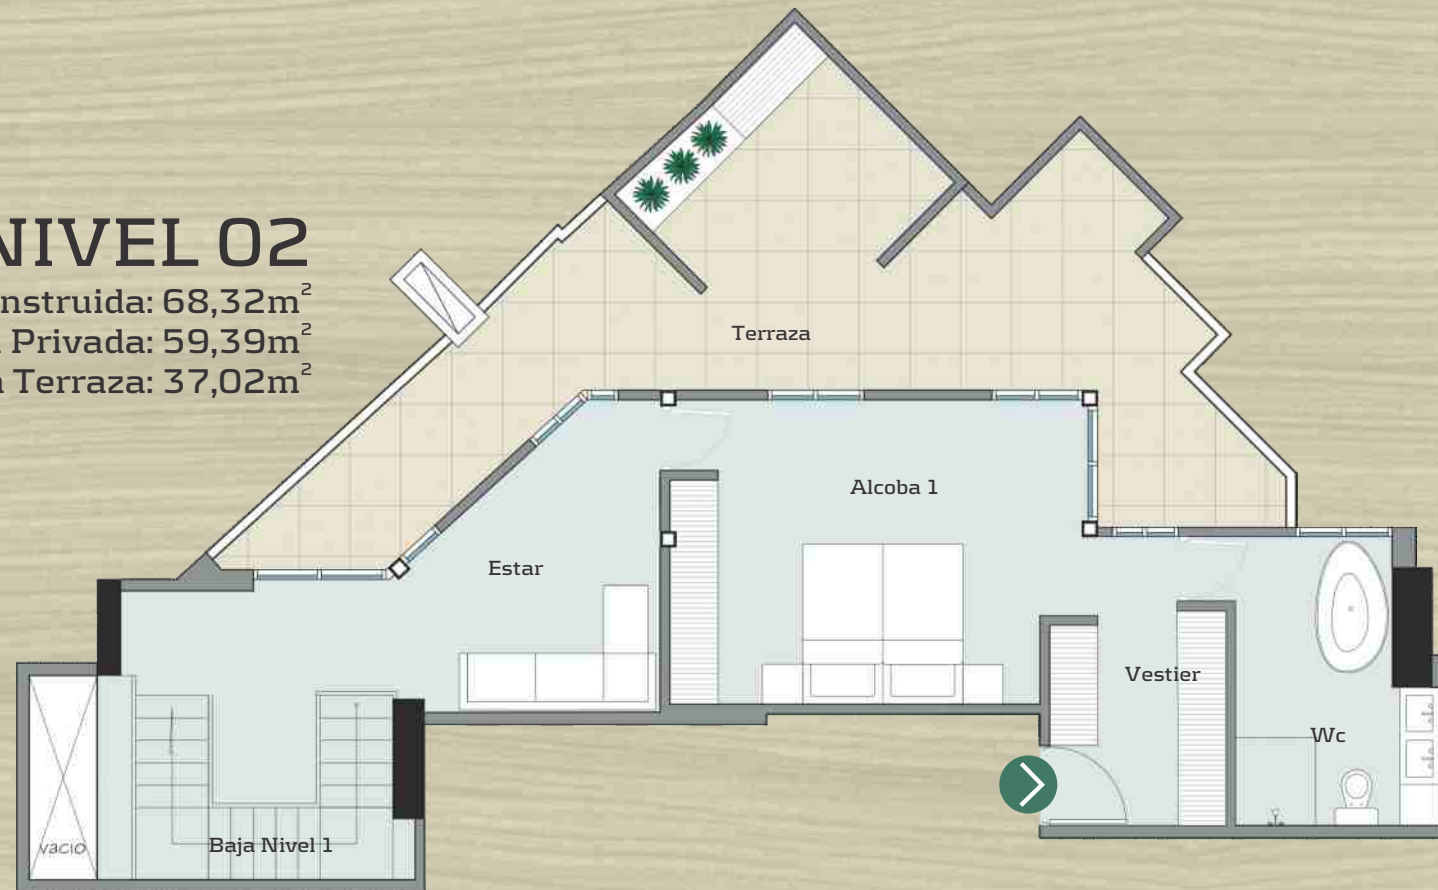 NIVEL 02
nstruida: 68,32m²
Privada: 59,39m²
Terraza: 37,02m²
Terraza
Alcoba 1
Estar
Vestier
Wc
Baja Nivel 1
vacio